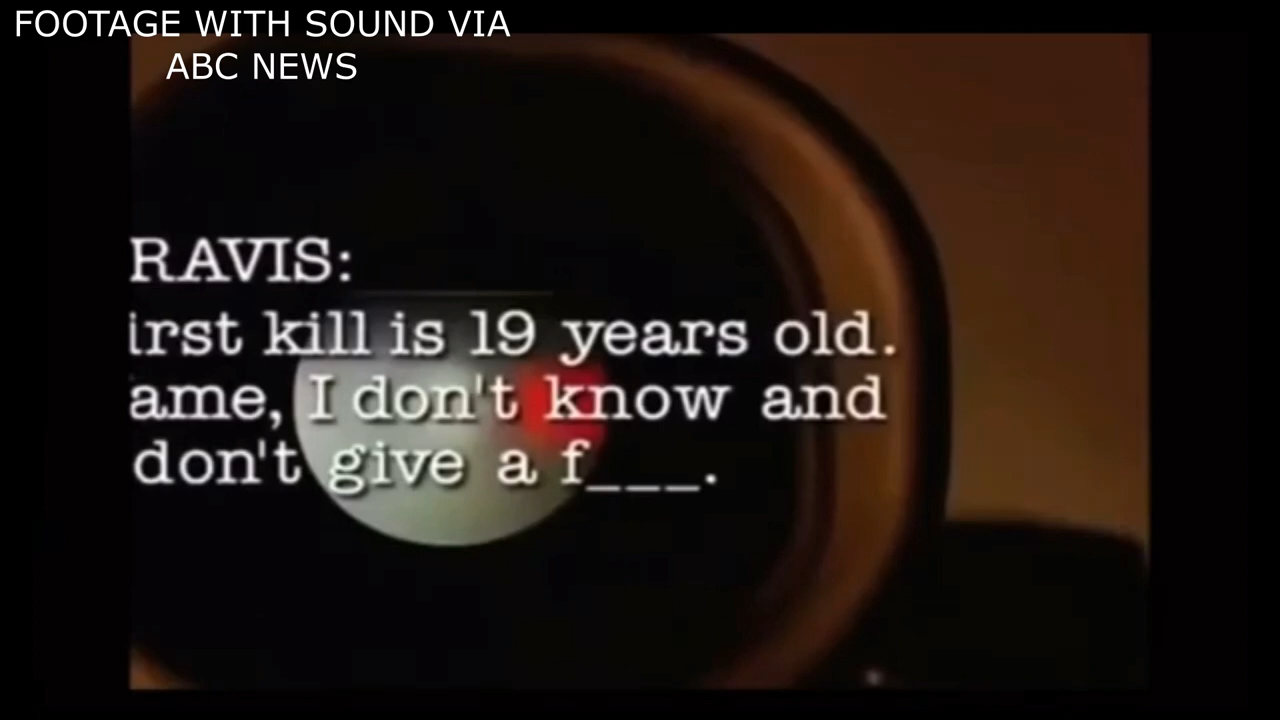 FOOTAGE WITH SOUND VIA
ABC NEWS
RAVIS:
irst kill is 19 years old.
ame, I don't know and
don't give a f___.